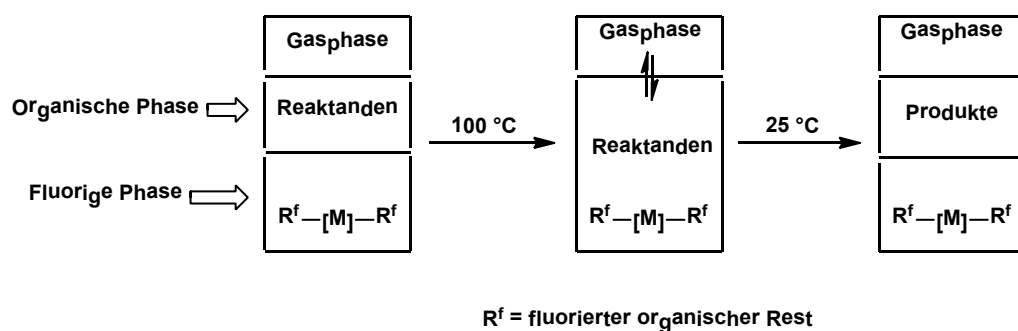 Gasphase Gasphase Gasphase
Organische Phase Reaktanden 100 °C 25 °C Produkte
Reaktanden
Fluorige Phase
Rᶠ—[M]—Rᶠ Rᶠ—[M]—Rᶠ Rᶠ—[M]—Rᶠ
Rᶠ = fluorierter organischer Rest